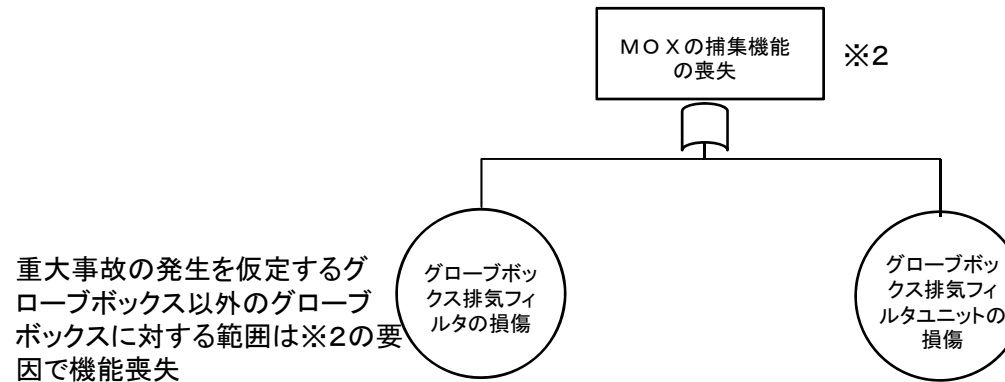 MOXの捕集機能
の喪失
※2
グローブボッ
クス排気フィ
ルタの損傷
グローブボッ
クス排気フィ
ルタユニットの
損傷
重大事故の発生を仮定するグ
ローブボックス以外のグローブ
ボックスに対する範囲は※2の要
因で機能喪失